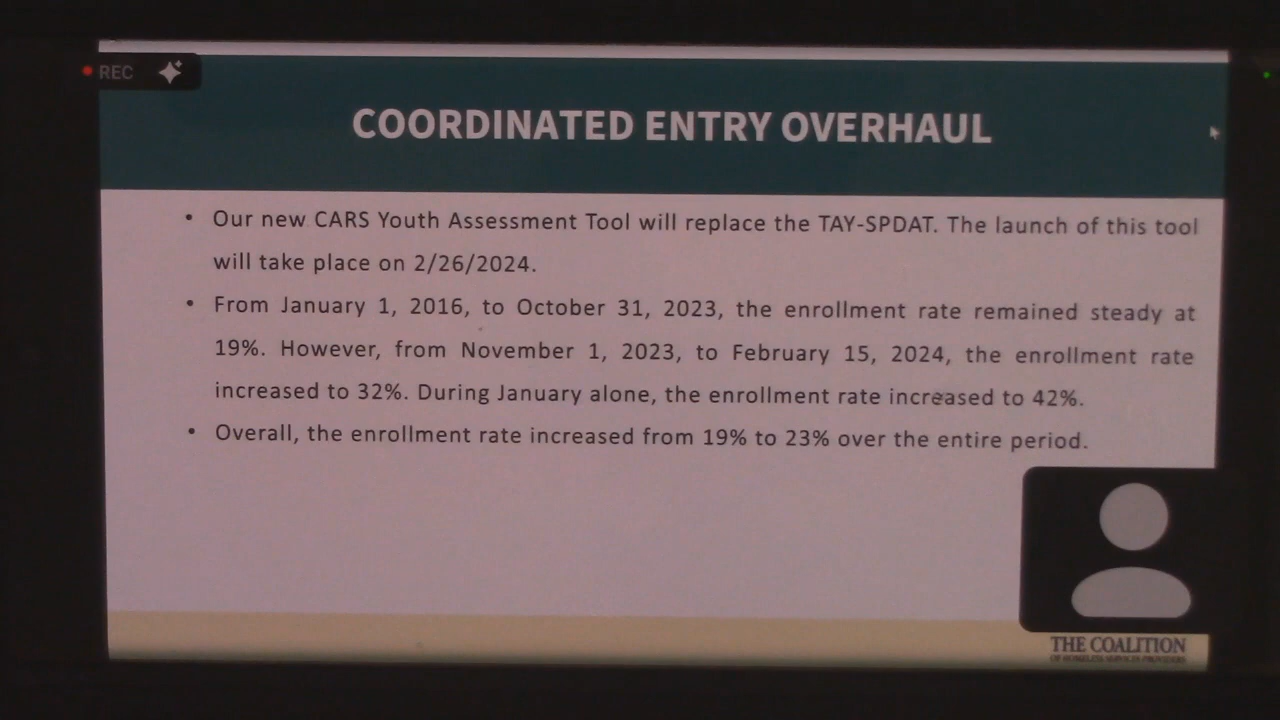 REC
COORDINATED ENTRY OVERHAUL
• Our new CARS Youth Assessment Tool will replace the TAY-SPDAT. The launch of this tool
will take place on 2/26/2024.
• From January 1, 2016, to October 31, 2023, the enrollment rate remained steady at
19%. However, from November 1, 2023, to February 15, 2024, the enrollment rate
increased to 32%. During January alone, the enrollment rate increased to 42%.
• Overall, the enrollment rate increased from 19% to 23% over the entire period.
THE COALITION
OF HOMELESS SERVICES PROVIDERS